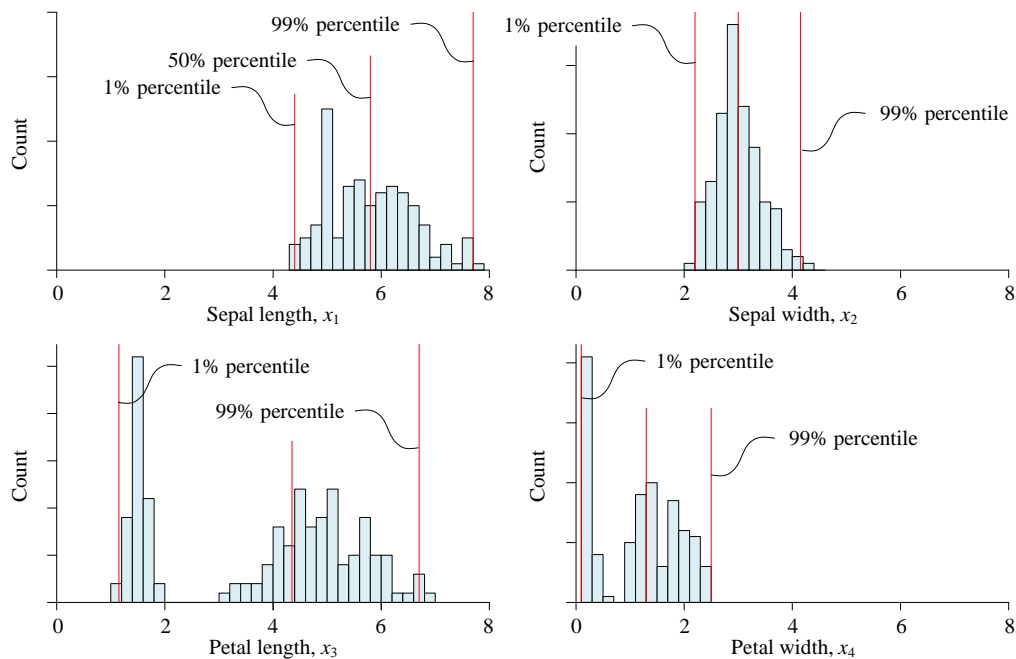 99% percentile
50% percentile
1% percentile
Count
0 2 4 6 8
Sepal length, x1
1% percentile
99% percentile
Count
0 2 4 6 8
Sepal width, x2
1% percentile
99% percentile
Count
0 2 4 6 8
Petal length, x3
1% percentile
99% percentile
Count
0 2 4 6 8
Petal width, x4